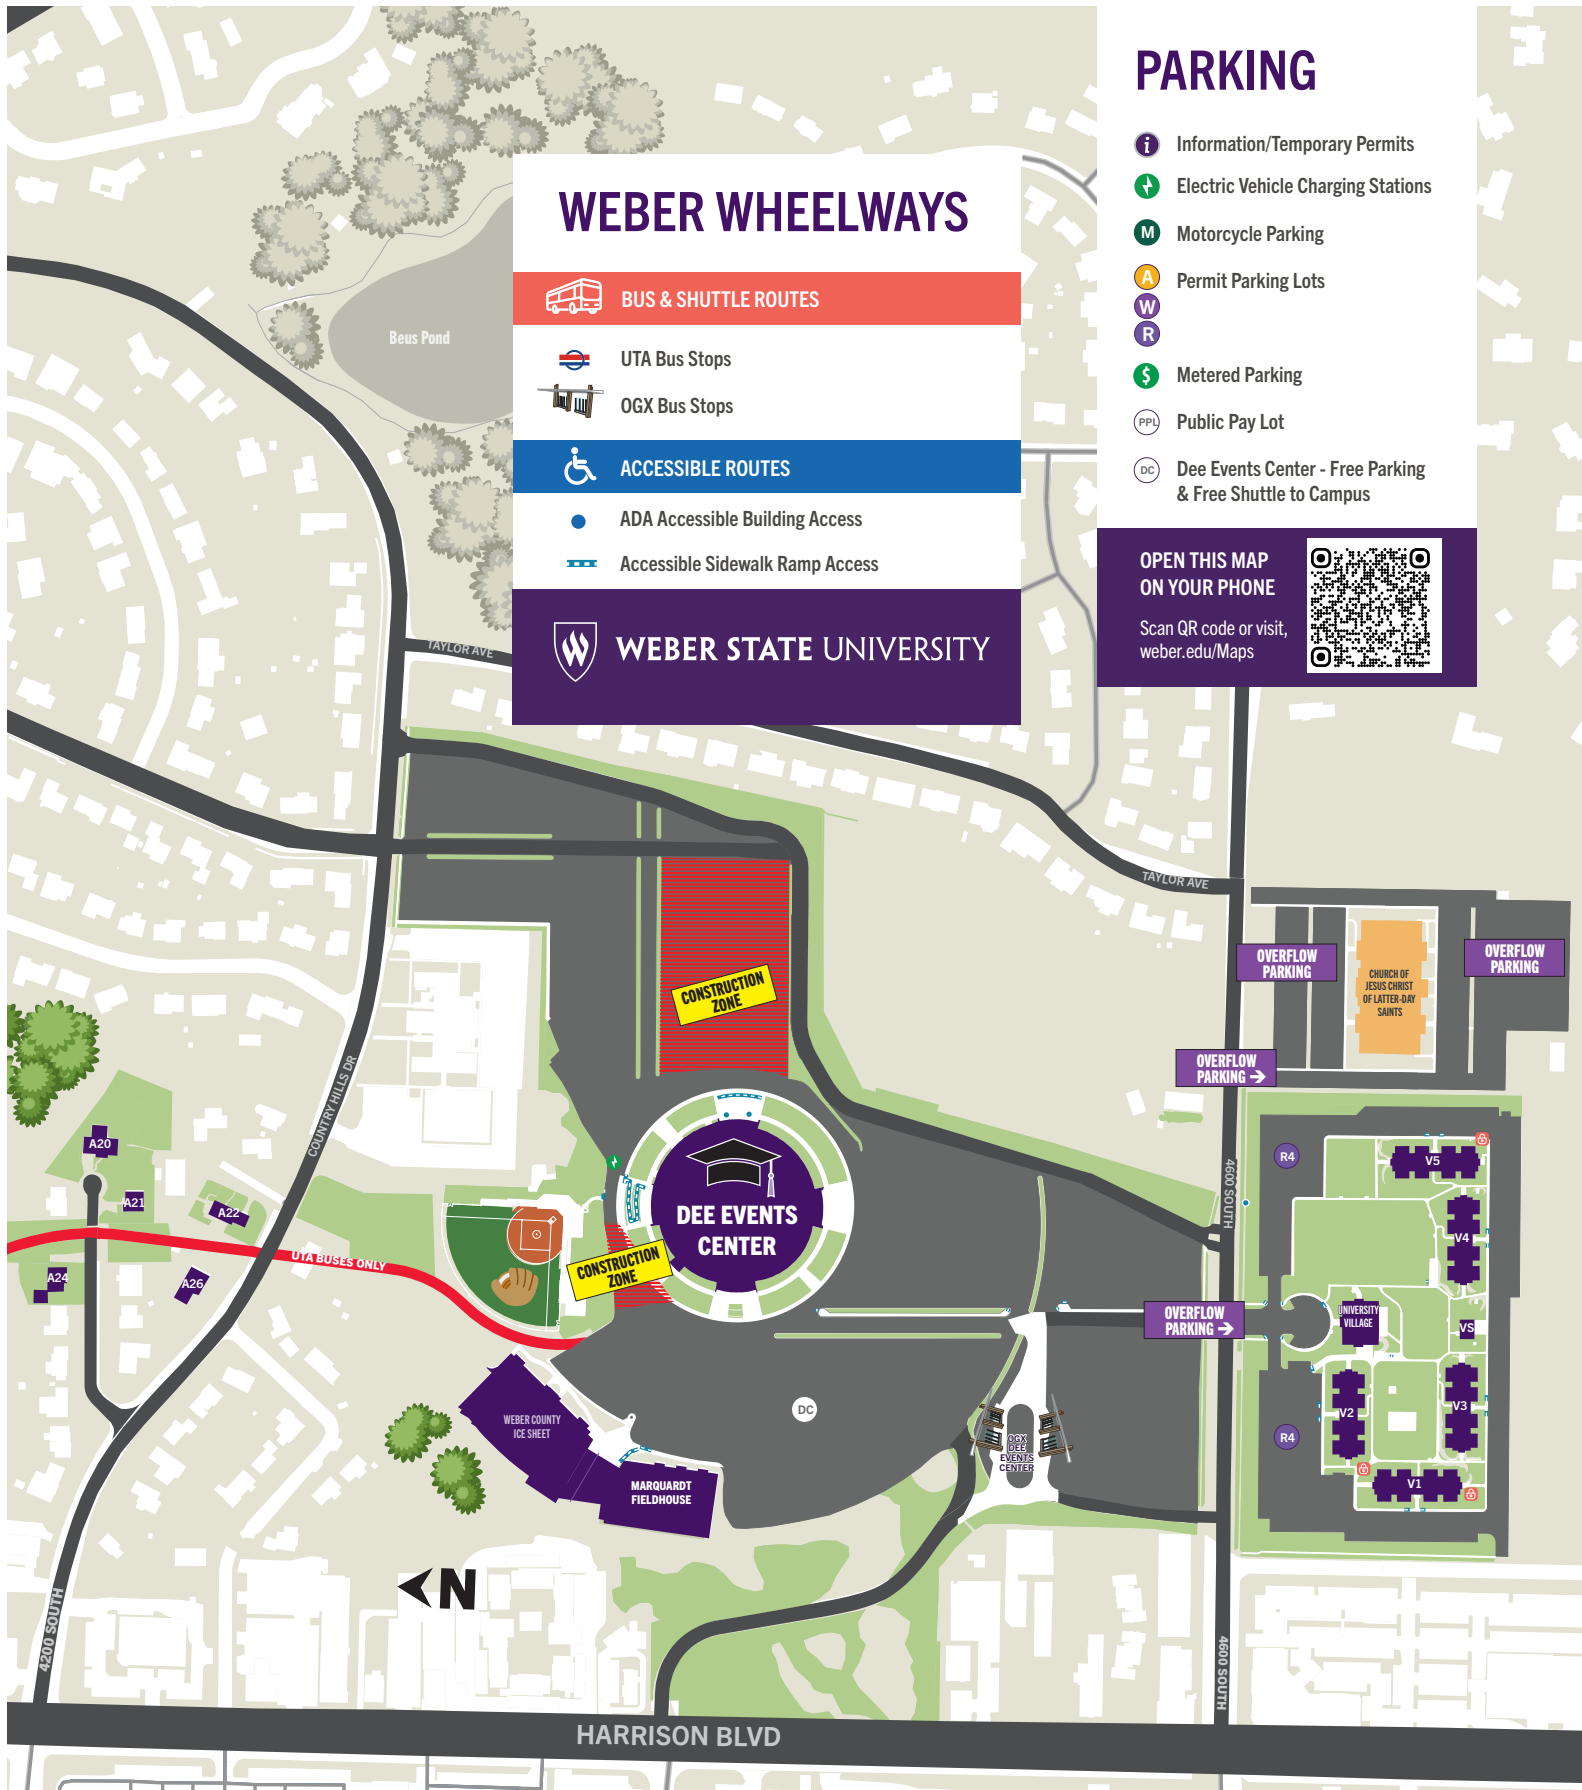 PARKING
i
Information/Temporary Permits
Electric Vehicle Charging Stations
M
Motorcycle Parking
A
Permit Parking Lots
W
R
$
Metered Parking
PPL
Public Pay Lot
DC
Dee Events Center - Free Parking
& Free Shuttle to Campus
OPEN THIS MAP
ON YOUR PHONE
Scan QR code or visit,
weber.edu/Maps
WEBER WHEELWAYS
BUS & SHUTTLE ROUTES
UTA Bus Stops
OGX Bus Stops
ACCESSIBLE ROUTES
ADA Accessible Building Access
Accessible Sidewalk Ramp Access
WEBER STATE UNIVERSITY
Beus Pond
TAYLOR AVE
TAYLOR AVE
OVERFLOW
PARKING
CHURCH OF
JESUS CHRIST
OF LATTER-DAY
SAINTS
OVERFLOW
PARKING
CONSTRUCTION
ZONE
OVERFLOW
PARKING
COUNTRY HILLS DR
A20
A21
A22
A24
A26
UTA BUSES ONLY
DEE EVENTS
CENTER
CONSTRUCTION
ZONE
4600 SOUTH
R4
V5
V4
OVERFLOW
PARKING
UNIVERSITY
VILLAGE
VS
V2
V3
R4
V1
DC
OGX
DEE
EVENTS
CENTER
WEBER COUNTY
ICE SHEET
MARQUARDT
FIELDHOUSE
N
4200 SOUTH
4600 SOUTH
HARRISON BLVD